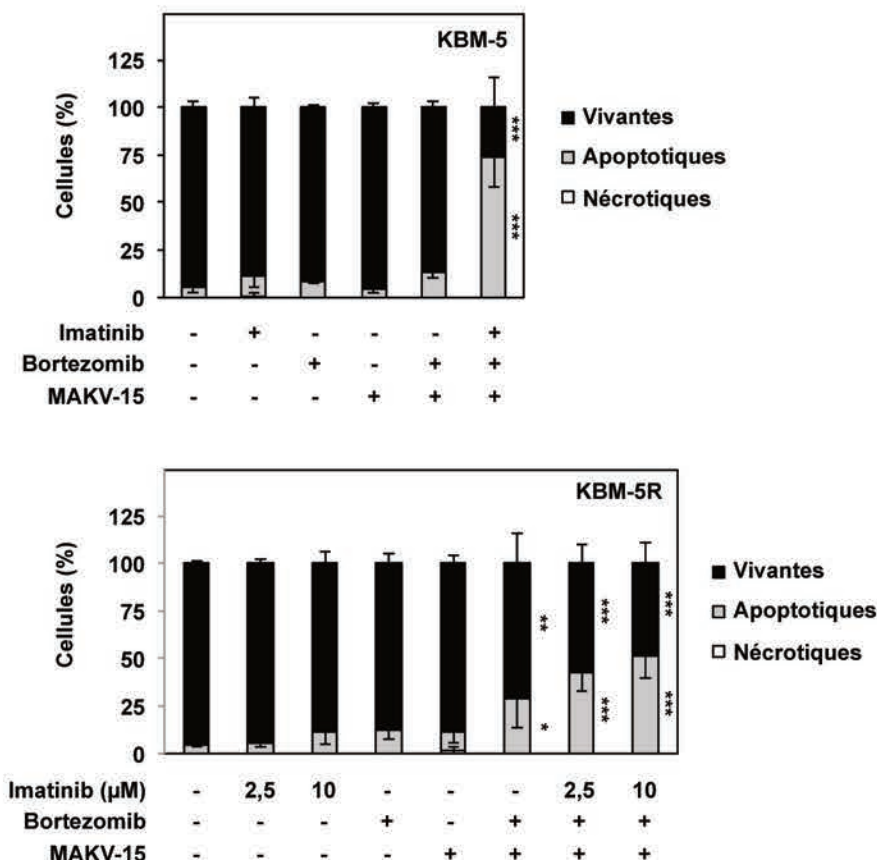 KBM-5
125
100
75
50
25
0
Cellules (%)
***
***
Vivantes
Apoptotiques
Nécrotiques
Imatinib - + - - - +
Bortezomib - - + - + +
MAKV-15 - - - + + +
KBM-5R
125
100
75
50
25
0
Cellules (%)
** *** ***
* *** ***
Vivantes
Apoptotiques
Nécrotiques
Imatinib (µM) - 2,5 10 - - - 2,5 10
Bortezomib - - - + - + + +
MAKV-15 - - - - + + + +